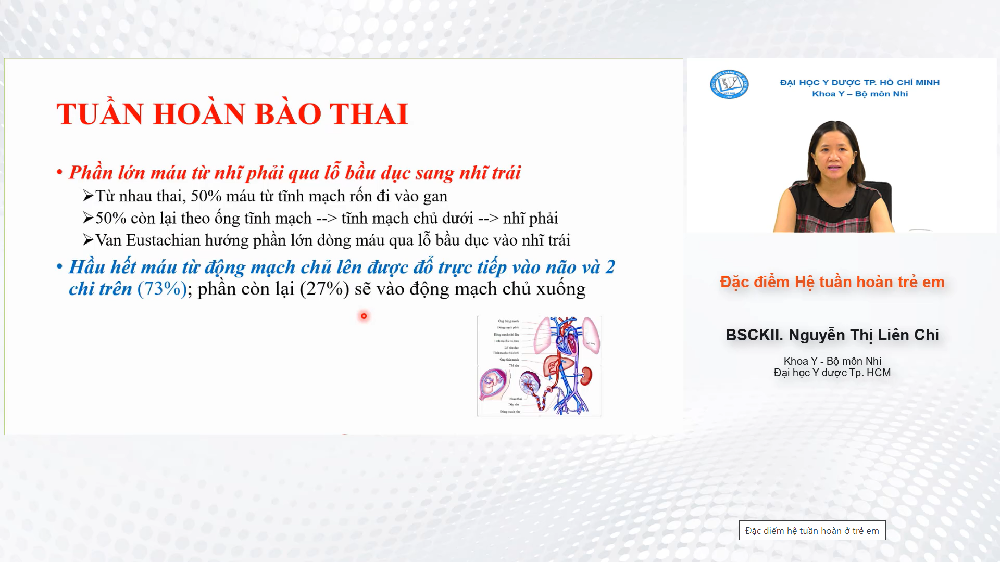 TUẦN HOÀN BÀO THAI
• Phần lớn máu từ nhĩ phải qua lỗ bầu dục sang nhĩ trái
➢Từ nhau thai, 50% máu từ tĩnh mạch rốn đi vào gan
➢50% còn lại theo ống tĩnh mạch --> tĩnh mạch chủ dưới --> nhĩ phải
➢Van Eustachian hướng phần lớn dòng máu qua lỗ bầu dục vào nhĩ trái
• Hầu hết máu từ động mạch chủ lên được đổ trực tiếp vào não và 2
chi trên (73%); phần còn lại (27%) sẽ vào động mạch chủ xuống
Ống động mạch
Động mạch phổi
Động mạch chủ lên
Tĩnh mạch chủ trên
Lỗ bầu dục
Tĩnh mạch chủ dưới
Ống tĩnh mạch
TM rốn
Left lung
Nhau thai
Dây rốn
Động mạch rốn
ĐẠI HỌC Y DƯỢC TP. HỒ CHÍ MINH
Khoa Y – Bộ môn Nhi
Đặc điểm Hệ tuần hoàn trẻ em
BSCKII. Nguyễn Thị Liên Chi
Khoa Y - Bộ môn Nhi
Đại học Y dược Tp. HCM
Đặc điểm hệ tuần hoàn ở trẻ em